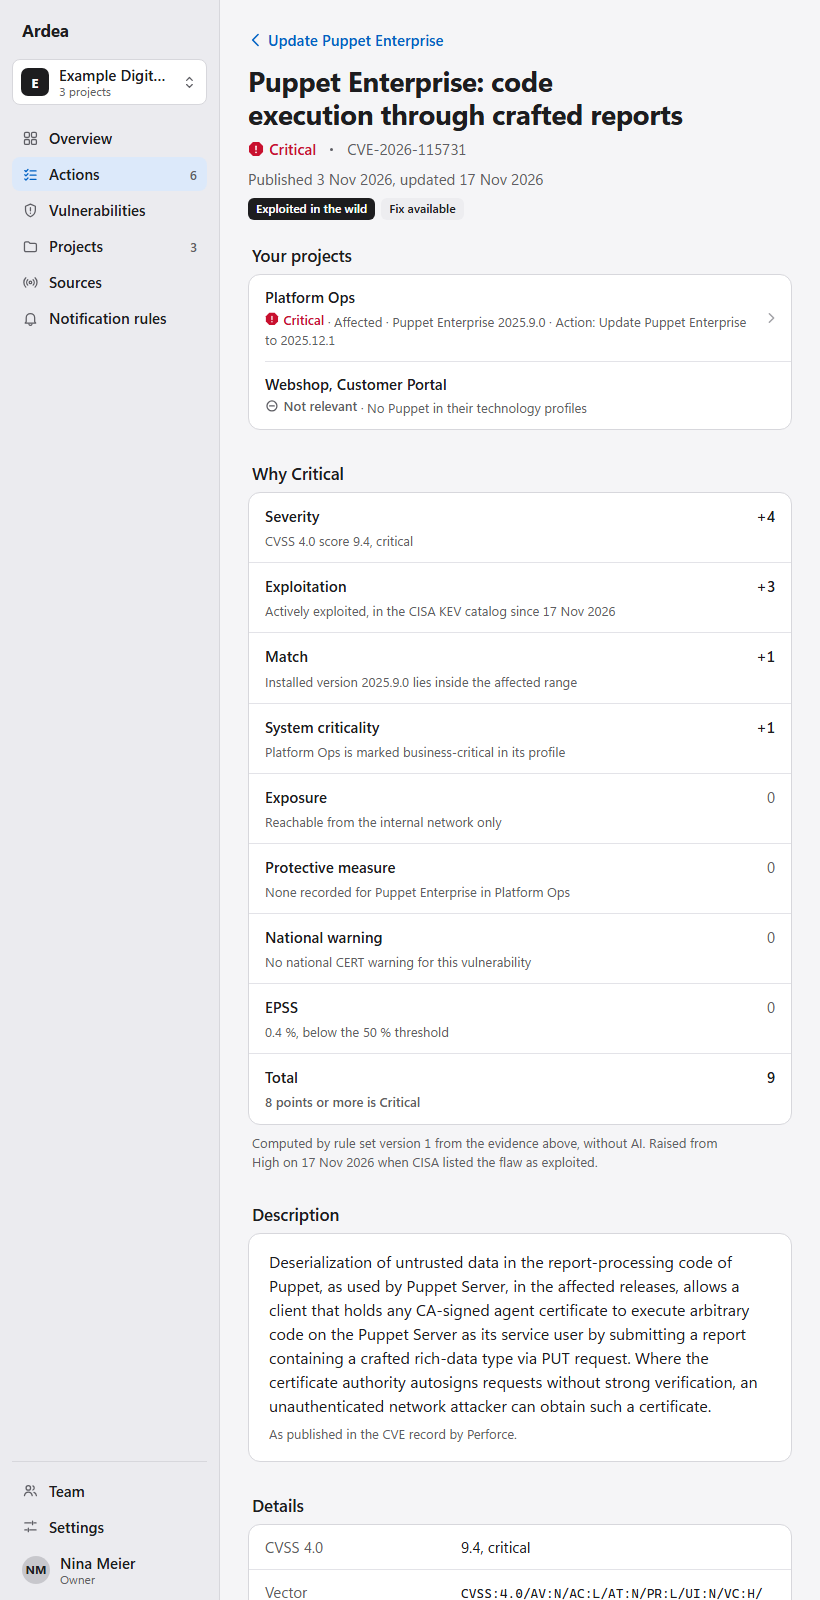 Ardea
E
Example Digit...
3 projects
Overview
Actions 6
Vulnerabilities
Projects 3
Sources
Notification rules
Team
Settings
NM
Nina Meier
Owner
Update Puppet Enterprise
Puppet Enterprise: code
execution through crafted reports
Critical • CVE-2026-115731
Published 3 Nov 2026, updated 17 Nov 2026
Exploited in the wild Fix available
Your projects
Platform Ops
Critical · Affected · Puppet Enterprise 2025.9.0 · Action: Update Puppet Enterprise
to 2025.12.1
Webshop, Customer Portal
Not relevant · No Puppet in their technology profiles
Why Critical
Severity +4
CVSS 4.0 score 9.4, critical
Exploitation +3
Actively exploited, in the CISA KEV catalog since 17 Nov 2026
Match +1
Installed version 2025.9.0 lies inside the affected range
System criticality +1
Platform Ops is marked business-critical in its profile
Exposure 0
Reachable from the internal network only
Protective measure 0
None recorded for Puppet Enterprise in Platform Ops
National warning 0
No national CERT warning for this vulnerability
EPSS 0
0.4 %, below the 50 % threshold
Total 9
8 points or more is Critical
Computed by rule set version 1 from the evidence above, without AI. Raised from
High on 17 Nov 2026 when CISA listed the flaw as exploited.
Description
Deserialization of untrusted data in the report-processing code of
Puppet, as used by Puppet Server, in the affected releases, allows a
client that holds any CA-signed agent certificate to execute arbitrary
code on the Puppet Server as its service user by submitting a report
containing a crafted rich-data type via PUT request. Where the
certificate authority autosigns requests without strong verification, an
unauthenticated network attacker can obtain such a certificate.
As published in the CVE record by Perforce.
Details
CVSS 4.0 9.4, critical
Vector CVSS:4.0/AV:N/AC:L/AT:N/PR:L/UI:N/VC:H/